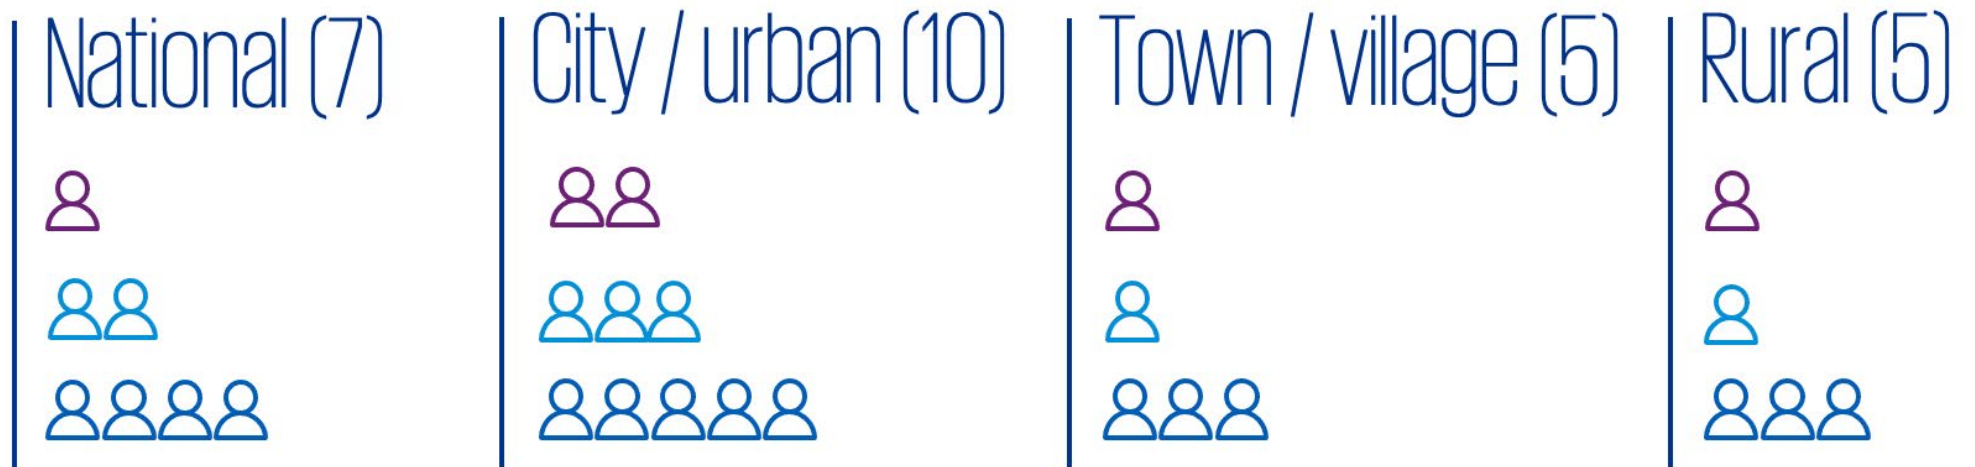 National (7)
City / urban (10)
Town / village (5)
Rural (5)